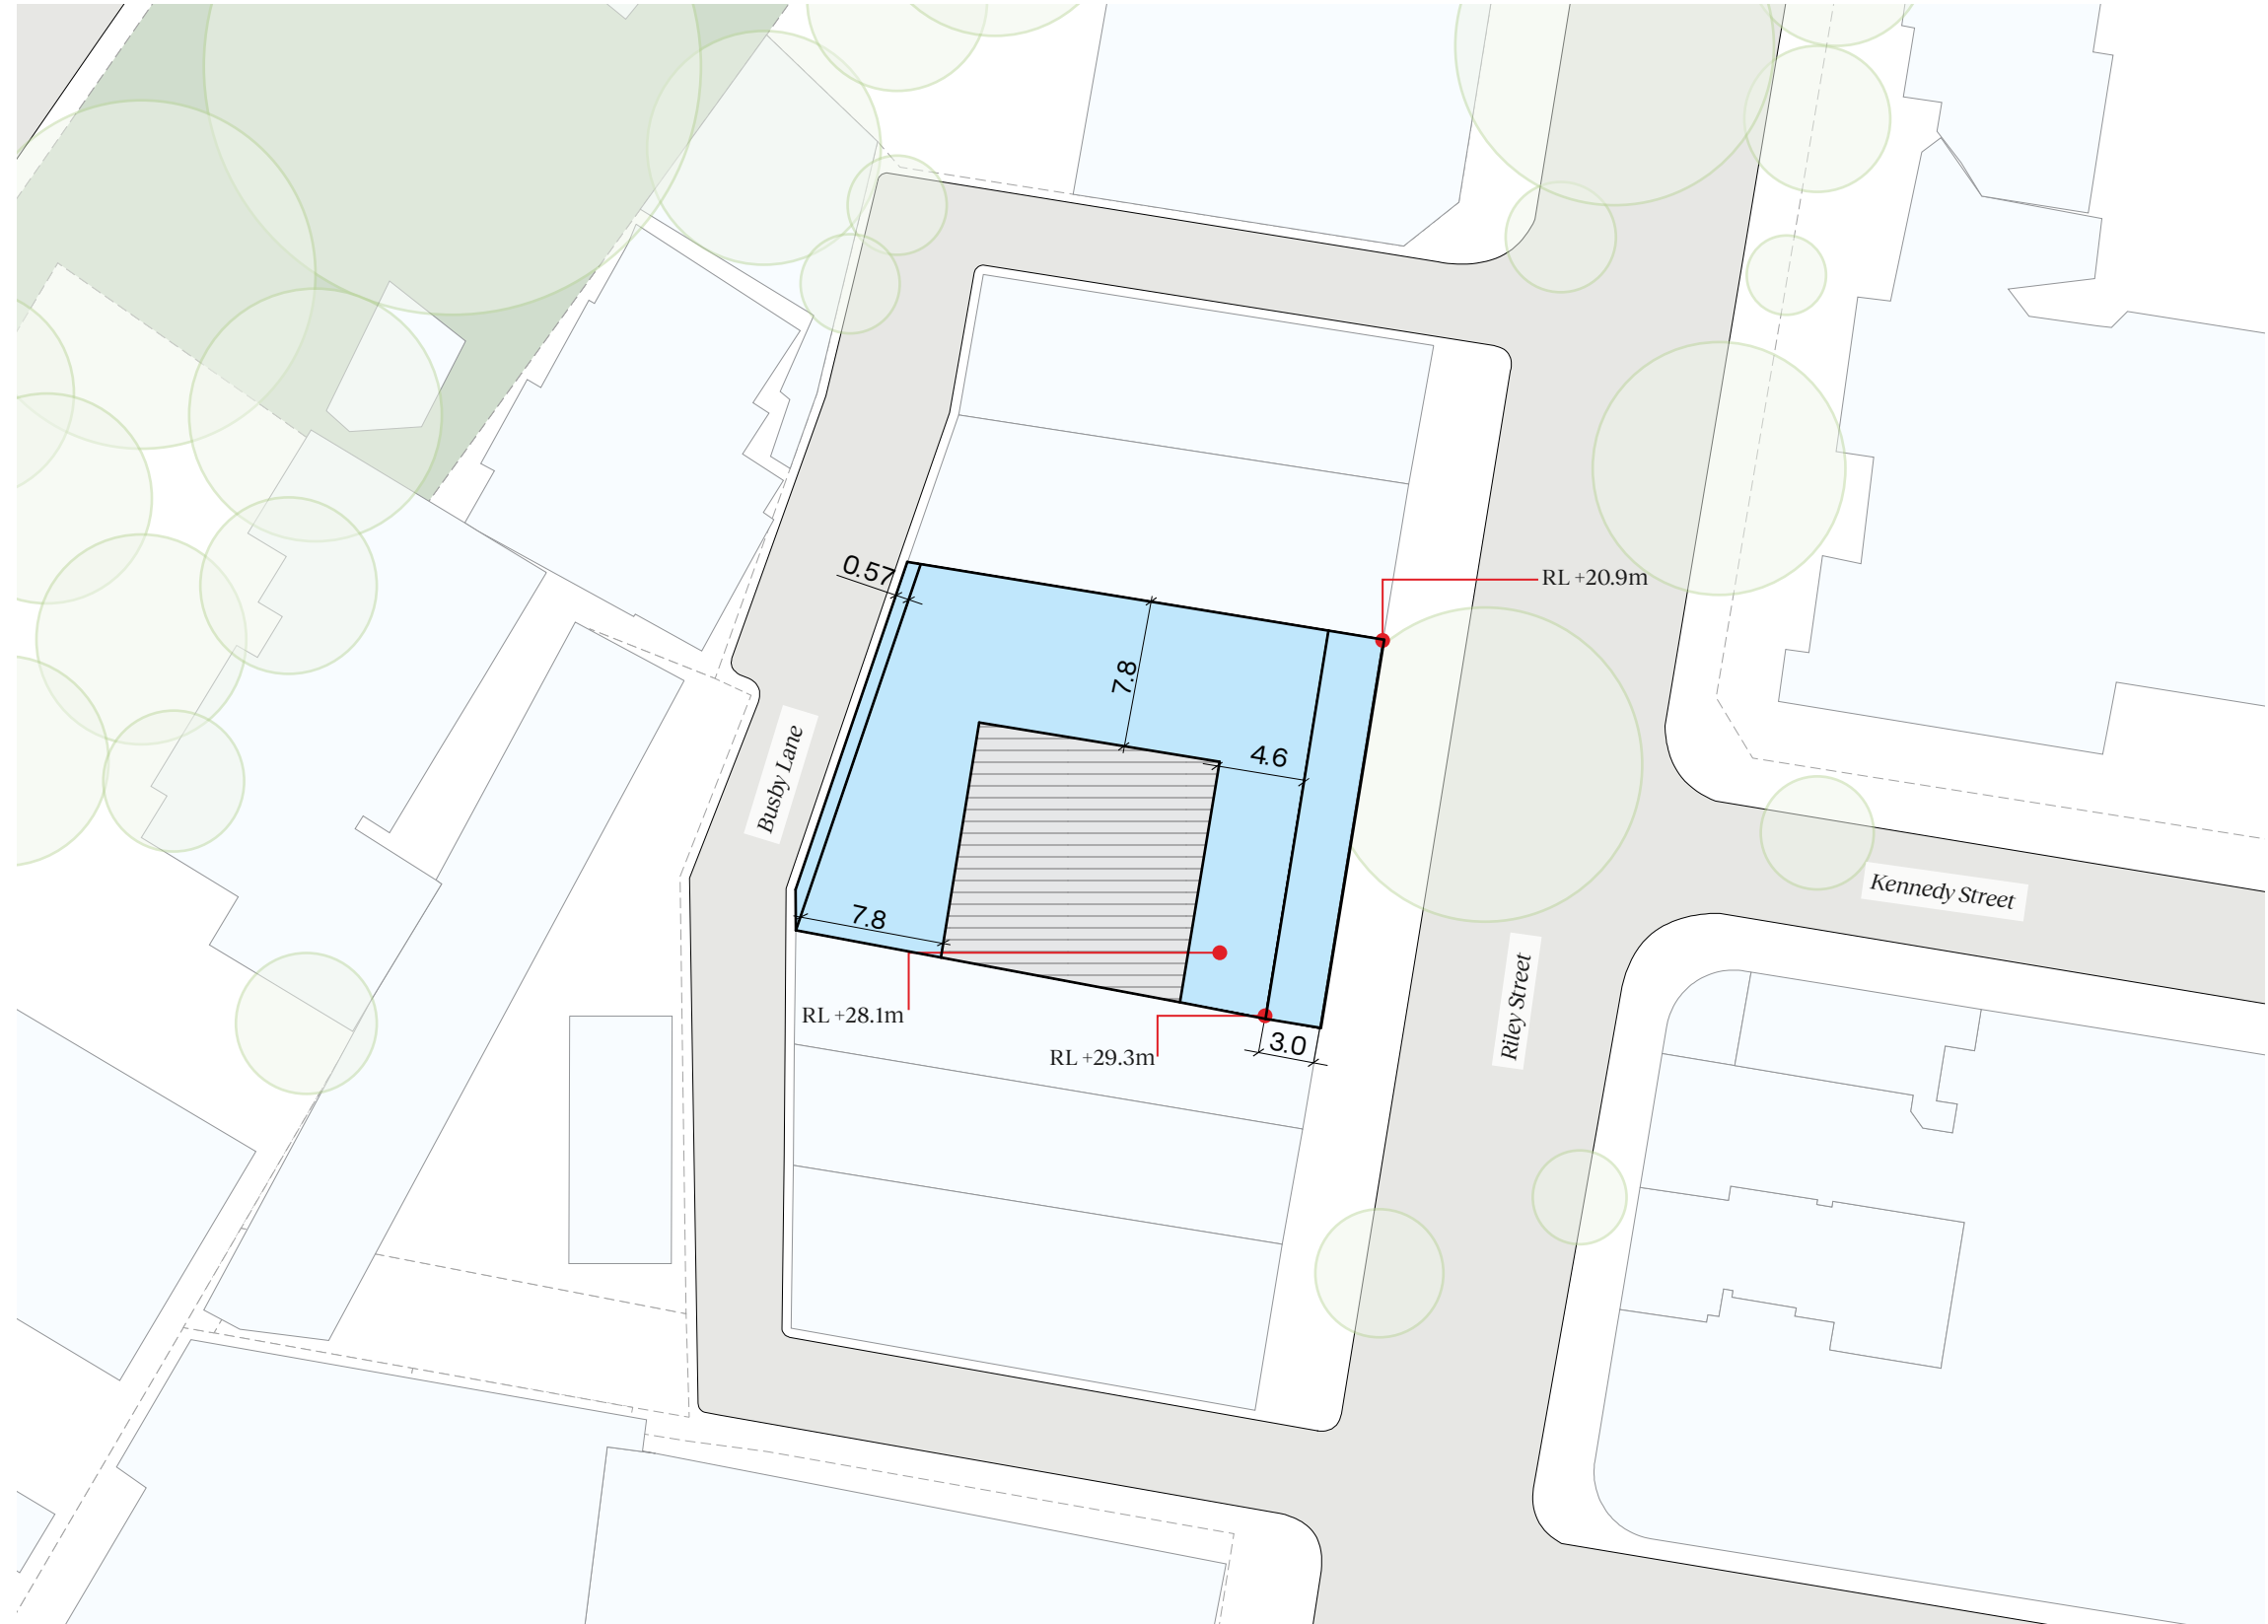 0.57
RL +20.9m
7.8
4.6
Busby Lane
Kennedy Street
7.8
Riley Street
RL +28.1m
RL +29.3m
3.0